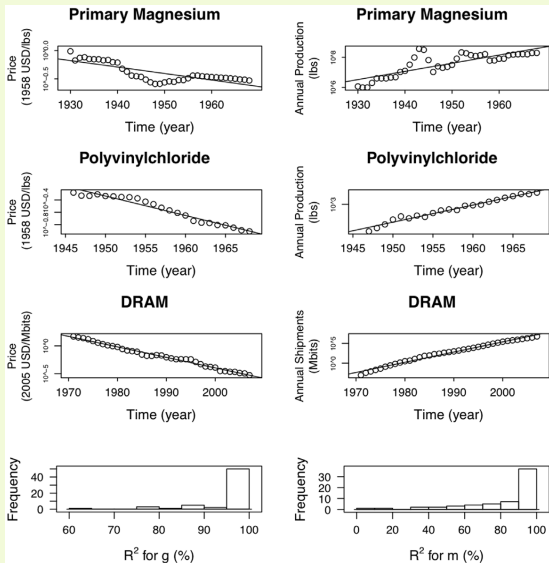 Primary Magnesium
Price
(1958 USD/lbs)
10^0.0
10^-0.5
1930
1940
1950
1960
Time (year)
Primary Magnesium
Annual Production
(lbs)
10^8
10^6
1930
1940
1950
1960
Time (year)
Polyvinylchloride
Price
(1958 USD/lbs)
10^-0.4
10^-0.8
1945
1950
1955
1960
1965
Time (year)
Polyvinylchloride
Annual Production
(lbs)
10^3
1945
1950
1955
1960
1965
Time (year)
DRAM
Price
(2005 USD/Mbits)
10^0
10^-5
1970
1980
1990
2000
Time (year)
DRAM
Annual Shipments
(Mbits)
10^5
10^0
1970
1980
1990
2000
Time (year)
Frequency
40
20
0
60
70
80
90
100
R² for g (%)
Frequency
30
20
10
0
0
20
40
60
80
100
R² for m (%)